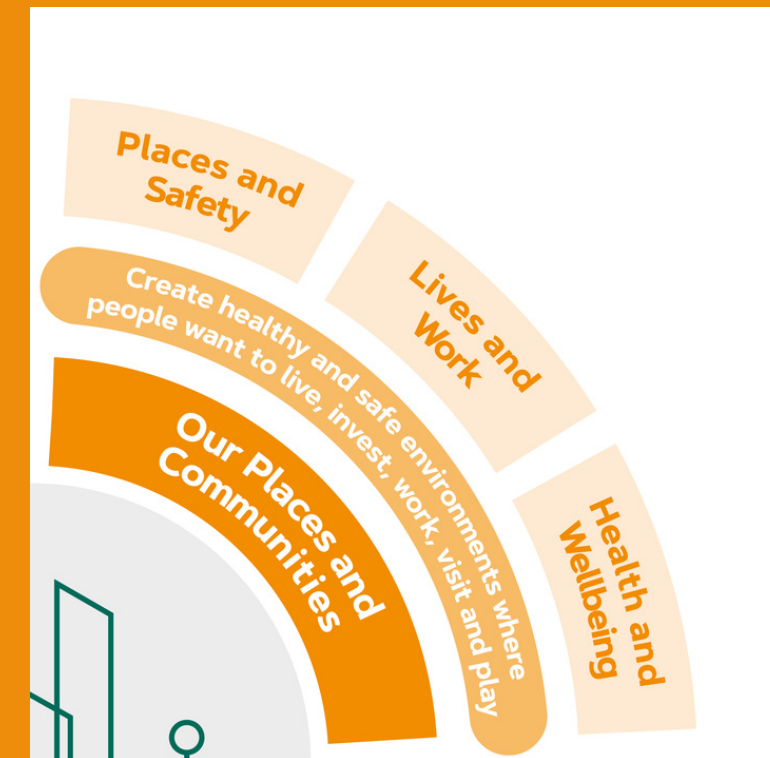 Places and
Safety
Lives and
Work
Health and
Wellbeing
Create healthy and safe environments where
people want to live, invest, work, visit and play
Our Places and
Communities